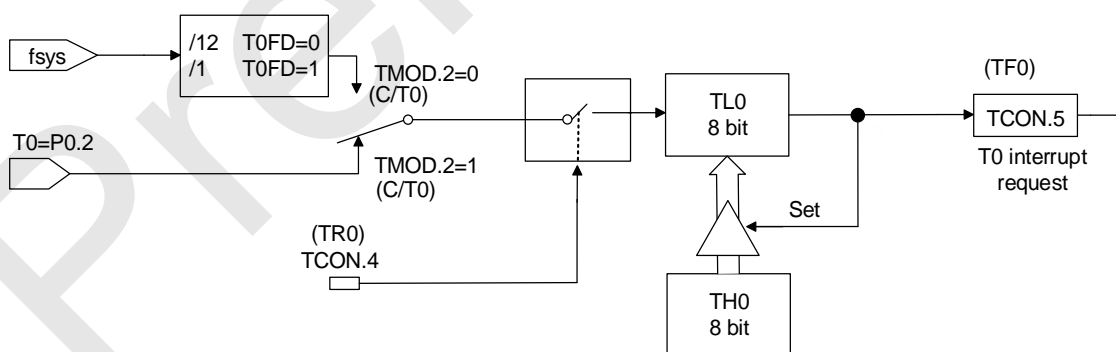 fsys
/12 T0FD=0
/1 T0FD=1
TMOD.2=0
(C/T0)
T0=P0.2
TMOD.2=1
(C/T0)
(TR0)
TCON.4
TL0
8 bit
Set
TH0
8 bit
(TF0)
TCON.5
T0 interrupt
request